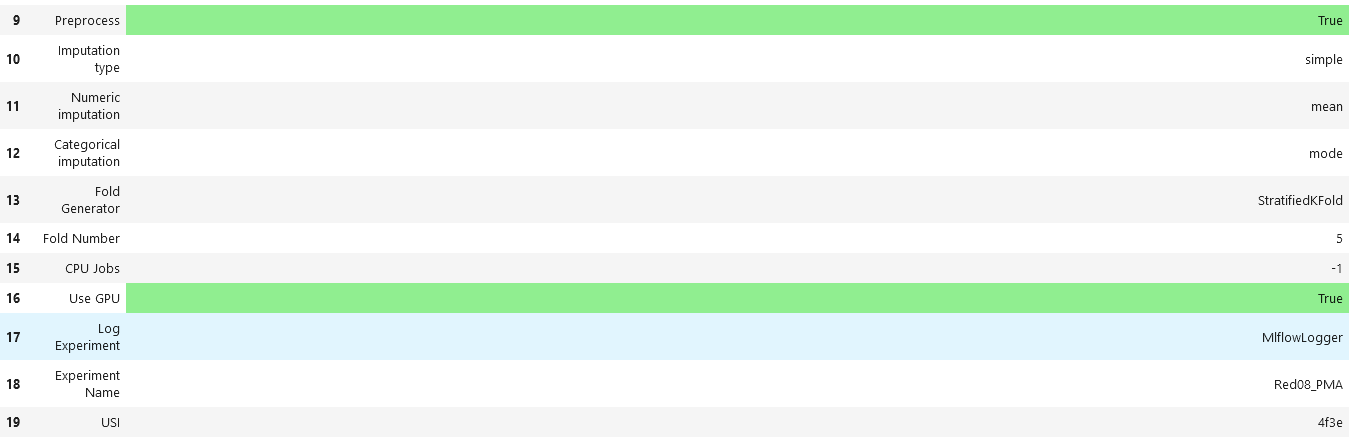 9 Preprocess True
10 Imputation type simple
11 Numeric imputation mean
12 Categorical imputation mode
13 Fold Generator StratifiedKFold
14 Fold Number 5
15 CPU Jobs -1
16 Use GPU True
17 Log Experiment MlflowLogger
18 Experiment Name Red08_PMA
19 USI 4f3e